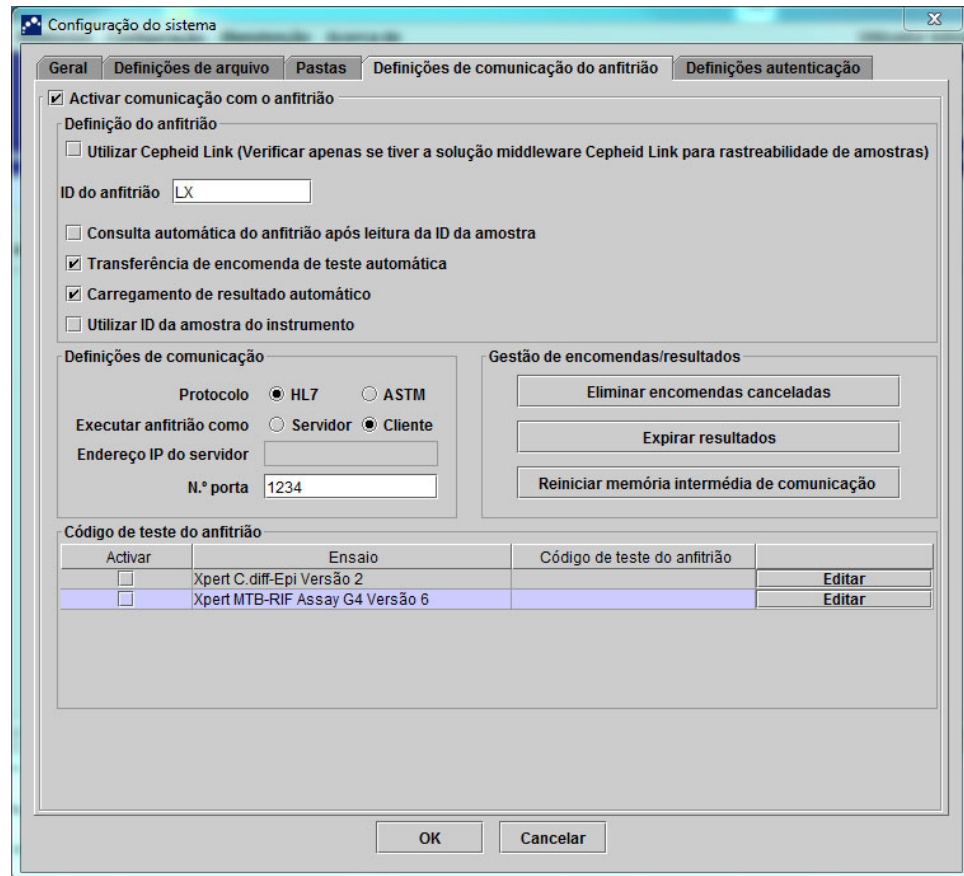 Configuração do sistema
Geral Definições de arquivo Pastas Definições de comunicação do anfitrião Definições autenticação
Activar comunicação com o anfitrião
Definição do anfitrião
Utilizar Cepheid Link (Verificar apenas se tiver a solução middleware Cepheid Link para rastreabilidade de amostras)
ID do anfitrião LX
Consulta automática do anfitrião após leitura da ID da amostra
Transferência de encomenda de teste automática
Carregamento de resultado automático
Utilizar ID da amostra do instrumento
Definições de comunicação
Protocolo HL7 ASTM
Executar anfitrião como Servidor Cliente
Endereço IP do servidor
N.º porta 1234
Gestão de encomendas/resultados
Eliminar encomendas canceladas
Expirar resultados
Reiniciar memória intermédia de comunicação
Código de teste do anfitrião
Activar Ensaio Código de teste do anfitrião
Xpert C.diff-Epi Versão 2 Editar
Xpert MTB-RIF Assay G4 Versão 6 Editar
OK Cancelar